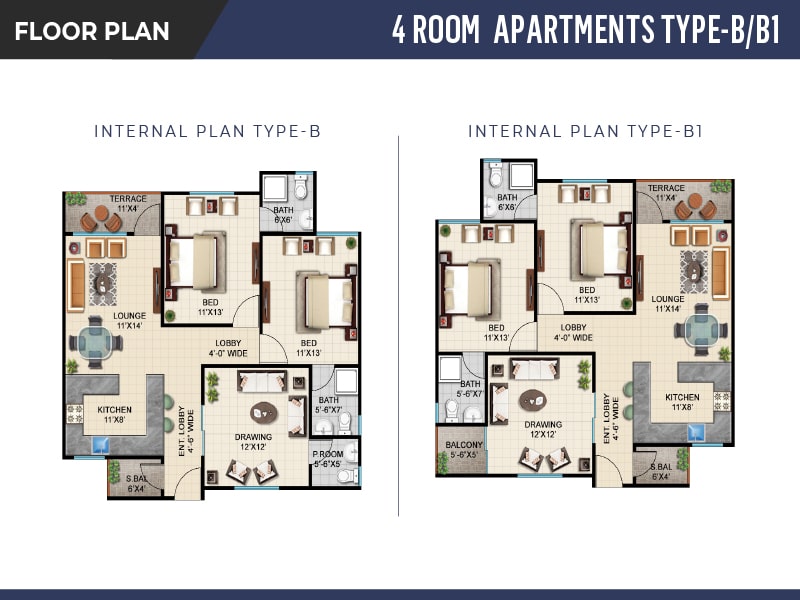 FLOOR PLAN
4 ROOM APARTMENTS TYPE-B/B1
INTERNAL PLAN TYPE-B
TERRACE
11'X4'
BATH
6'X6'
BED
11'X13'
LOUNGE
11'X14'
LOBBY
4'-0" WIDE
BED
11'X13'
KITCHEN
11'X8'
ENT. LOBBY
4'-6" WIDE
DRAWING
12'X12'
BATH
5'-6"X7'
P.ROOM
5'-6"X5'
S.BAL
6'X4'
INTERNAL PLAN TYPE-B1
BATH
6'X6'
TERRACE
11'X4'
BED
11'X13'
LOUNGE
11'X14'
BED
11'X13'
LOBBY
4'-0" WIDE
BATH
5'-6"X7'
DRAWING
12'X12'
ENT. LOBBY
4'-6" WIDE
KITCHEN
11'X8'
BALCONY
5'-6"X5'
S.BAL
6'X4'